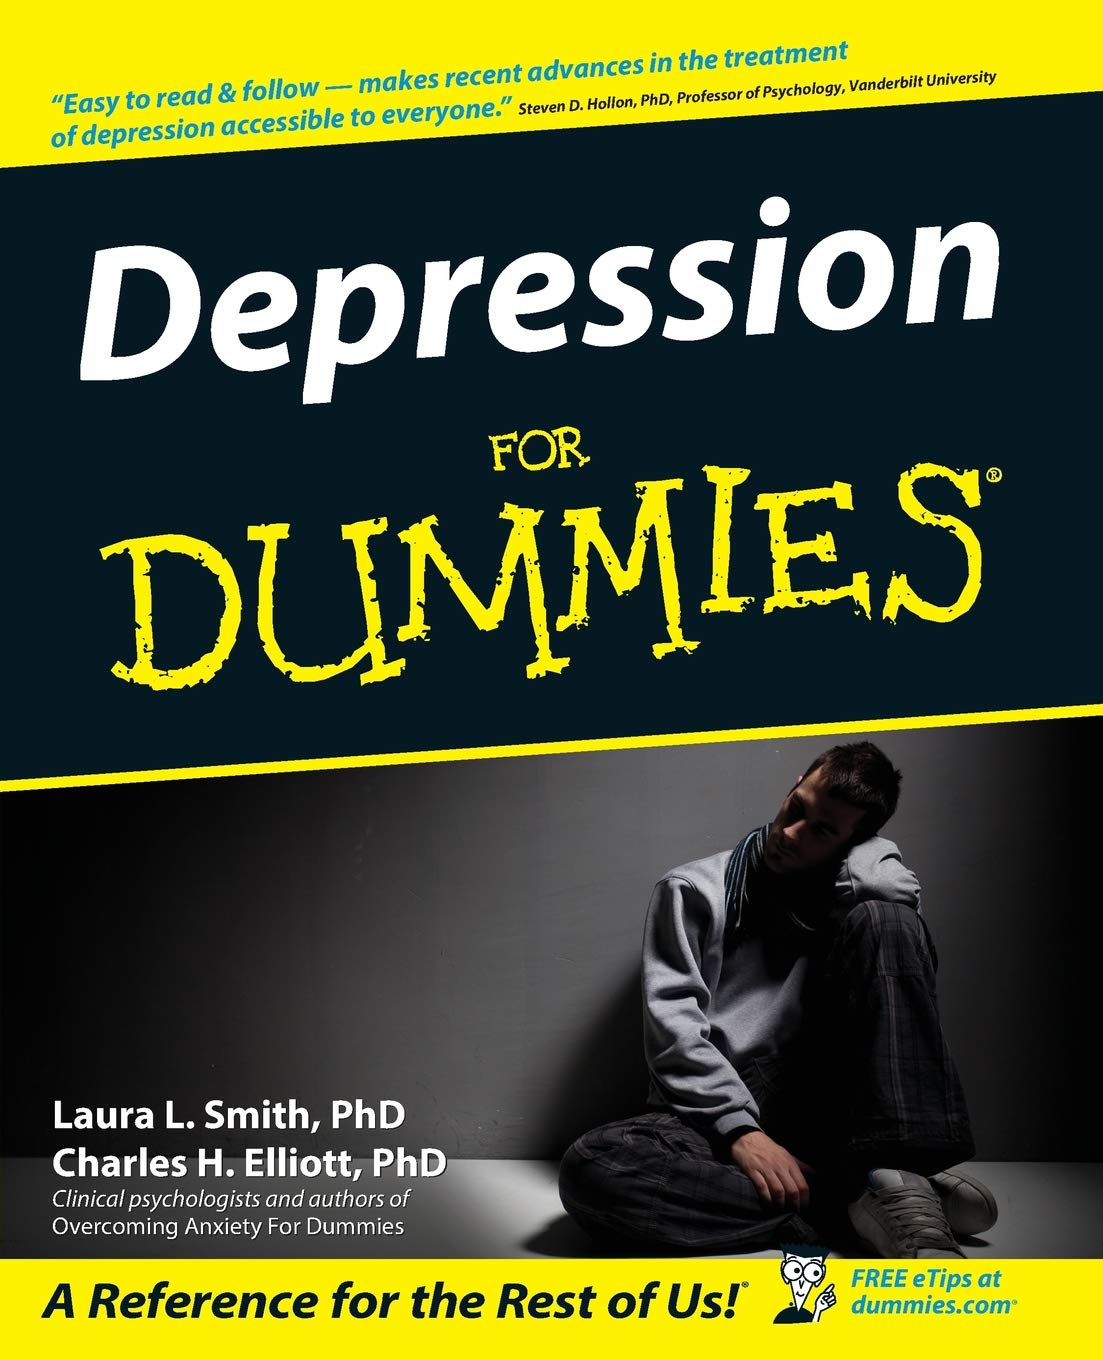 “Easy to read & follow — makes recent advances in the treatment
of depression accessible to everyone.” Steven D. Hollon, PhD, Professor of Psychology, Vanderbilt University
Depression
FOR
DUMMIES®
Laura L. Smith, PhD
Charles H. Elliott, PhD
Clinical psychologists and authors of
Overcoming Anxiety For Dummies
A Reference for the Rest of Us!®
FREE eTips at
dummies.com®